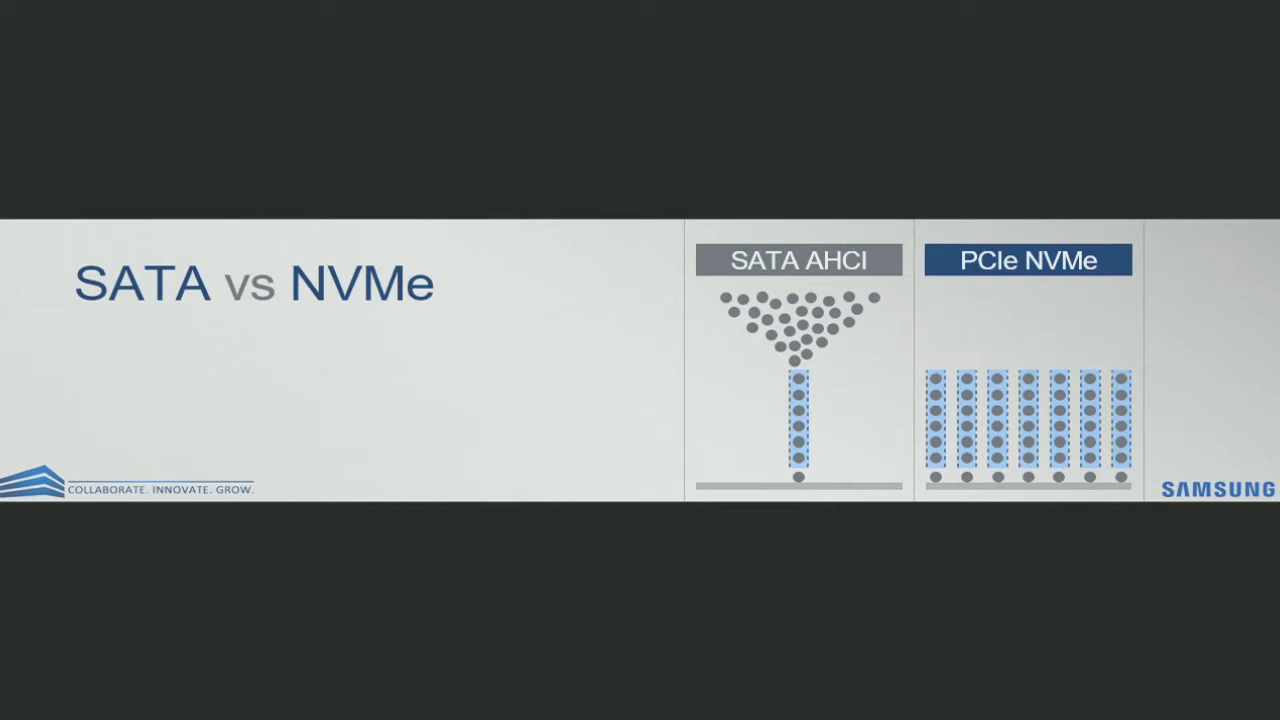 SATA vs NVMe
SATA AHCI
PCIe NVMe
COLLABORATE. INNOVATE. GROW.
SAMSUNG